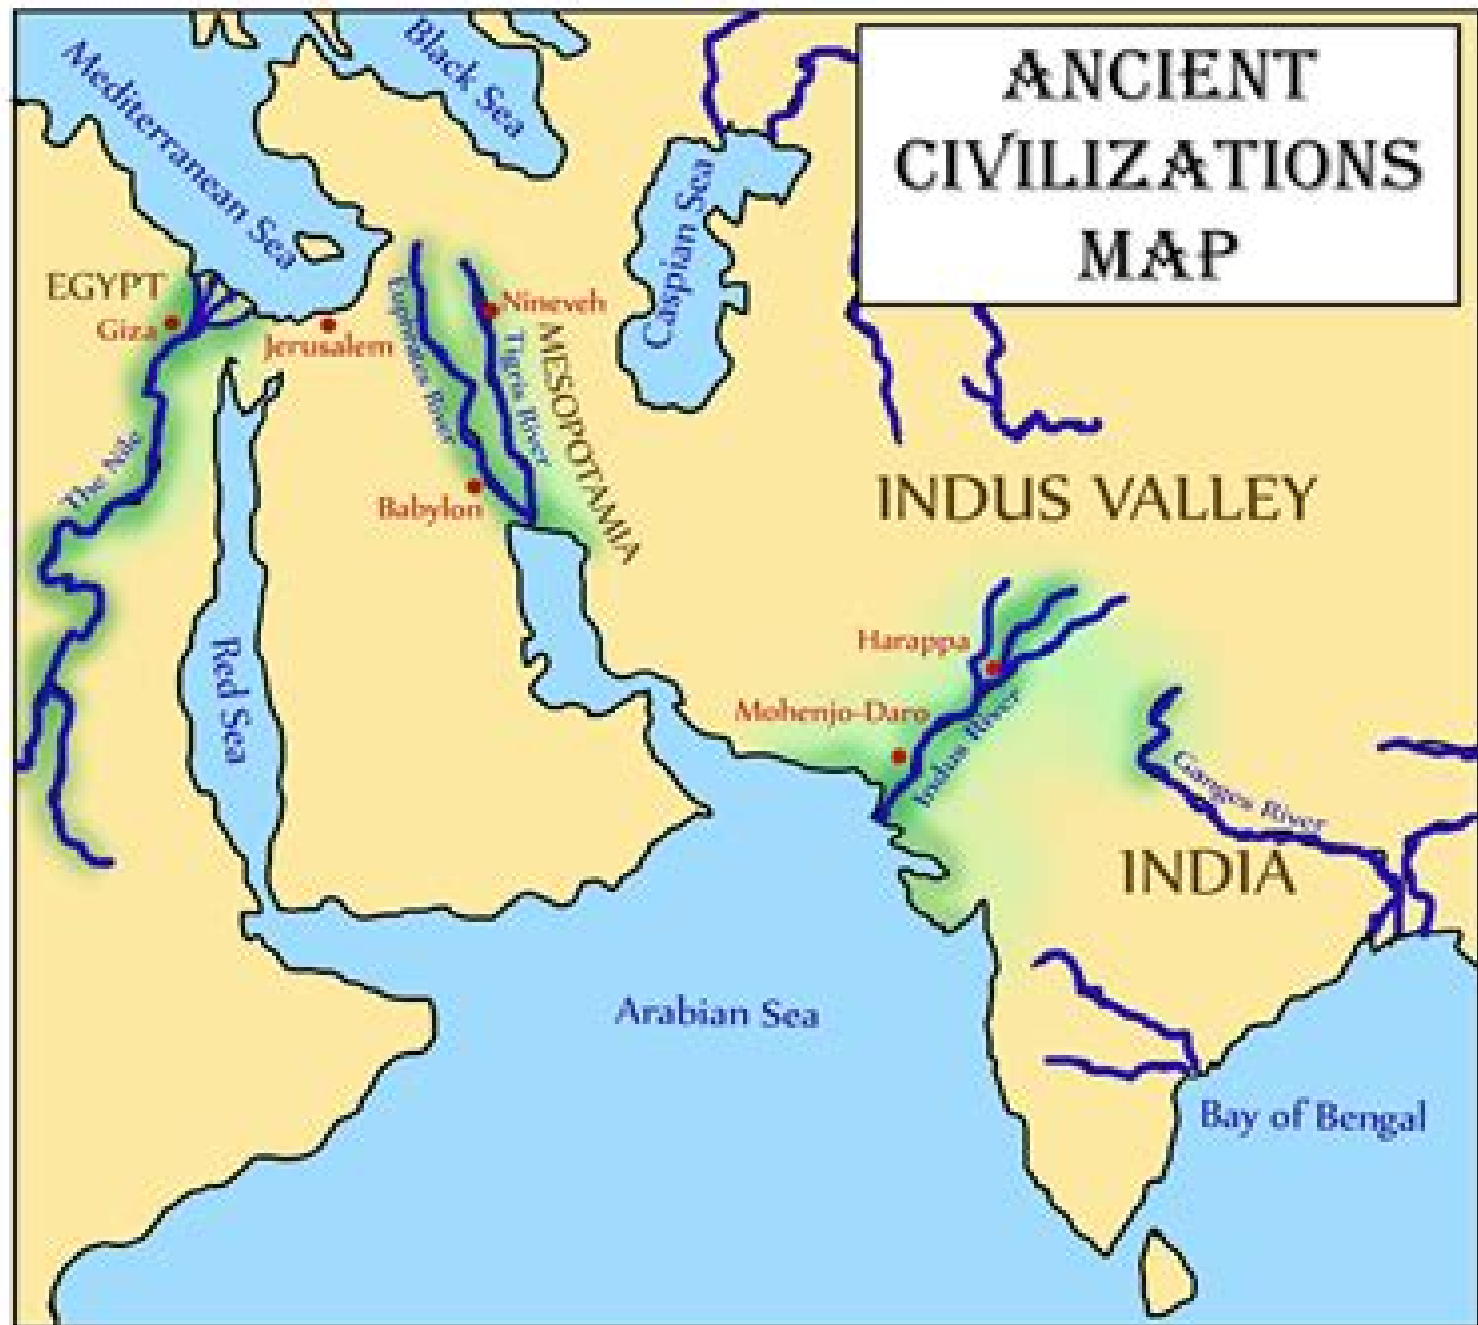 ANCIENT
CIVILIZATIONS
MAP
Black Sea
Mediterranean Sea
Caspian Sea
EGYPT
Giza
Jerusalem
Nineveh
Euphrates River
Tigris River
MESOPOTAMIA
The Nile
Babylon
INDUS VALLEY
Red Sea
Harappa
Mohenjo-Daro
Indus River
Ganges River
INDIA
Arabian Sea
Bay of Bengal